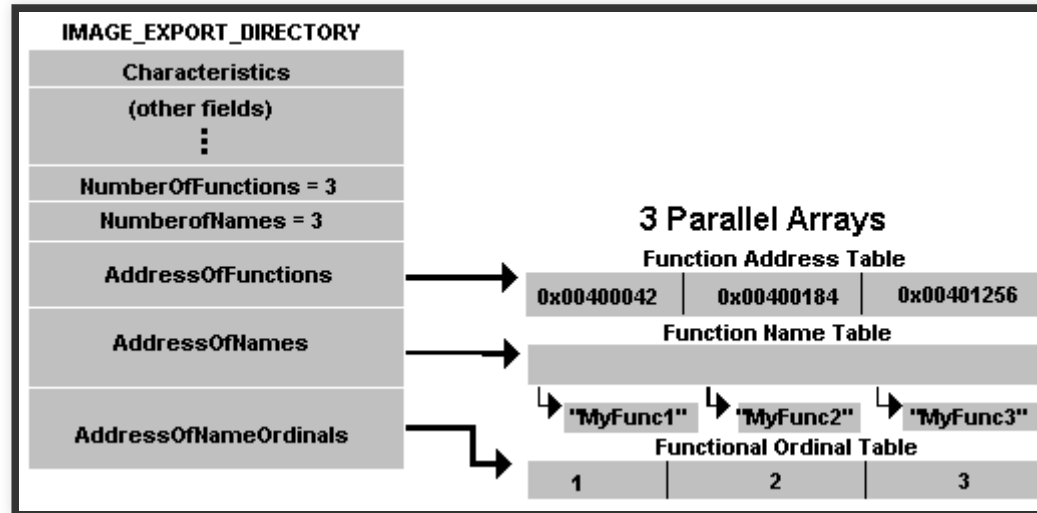 IMAGE_EXPORT_DIRECTORY
Characteristics
(other fields)
NumberOfFunctions = 3
NumberofNames = 3
AddressOfFunctions
AddressOfNames
AddressOfNameOrdinals
3 Parallel Arrays
Function Address Table
0x00400042 0x00400184 0x00401256
Function Name Table
"MyFunc1" "MyFunc2" "MyFunc3"
Functional Ordinal Table
1 2 3